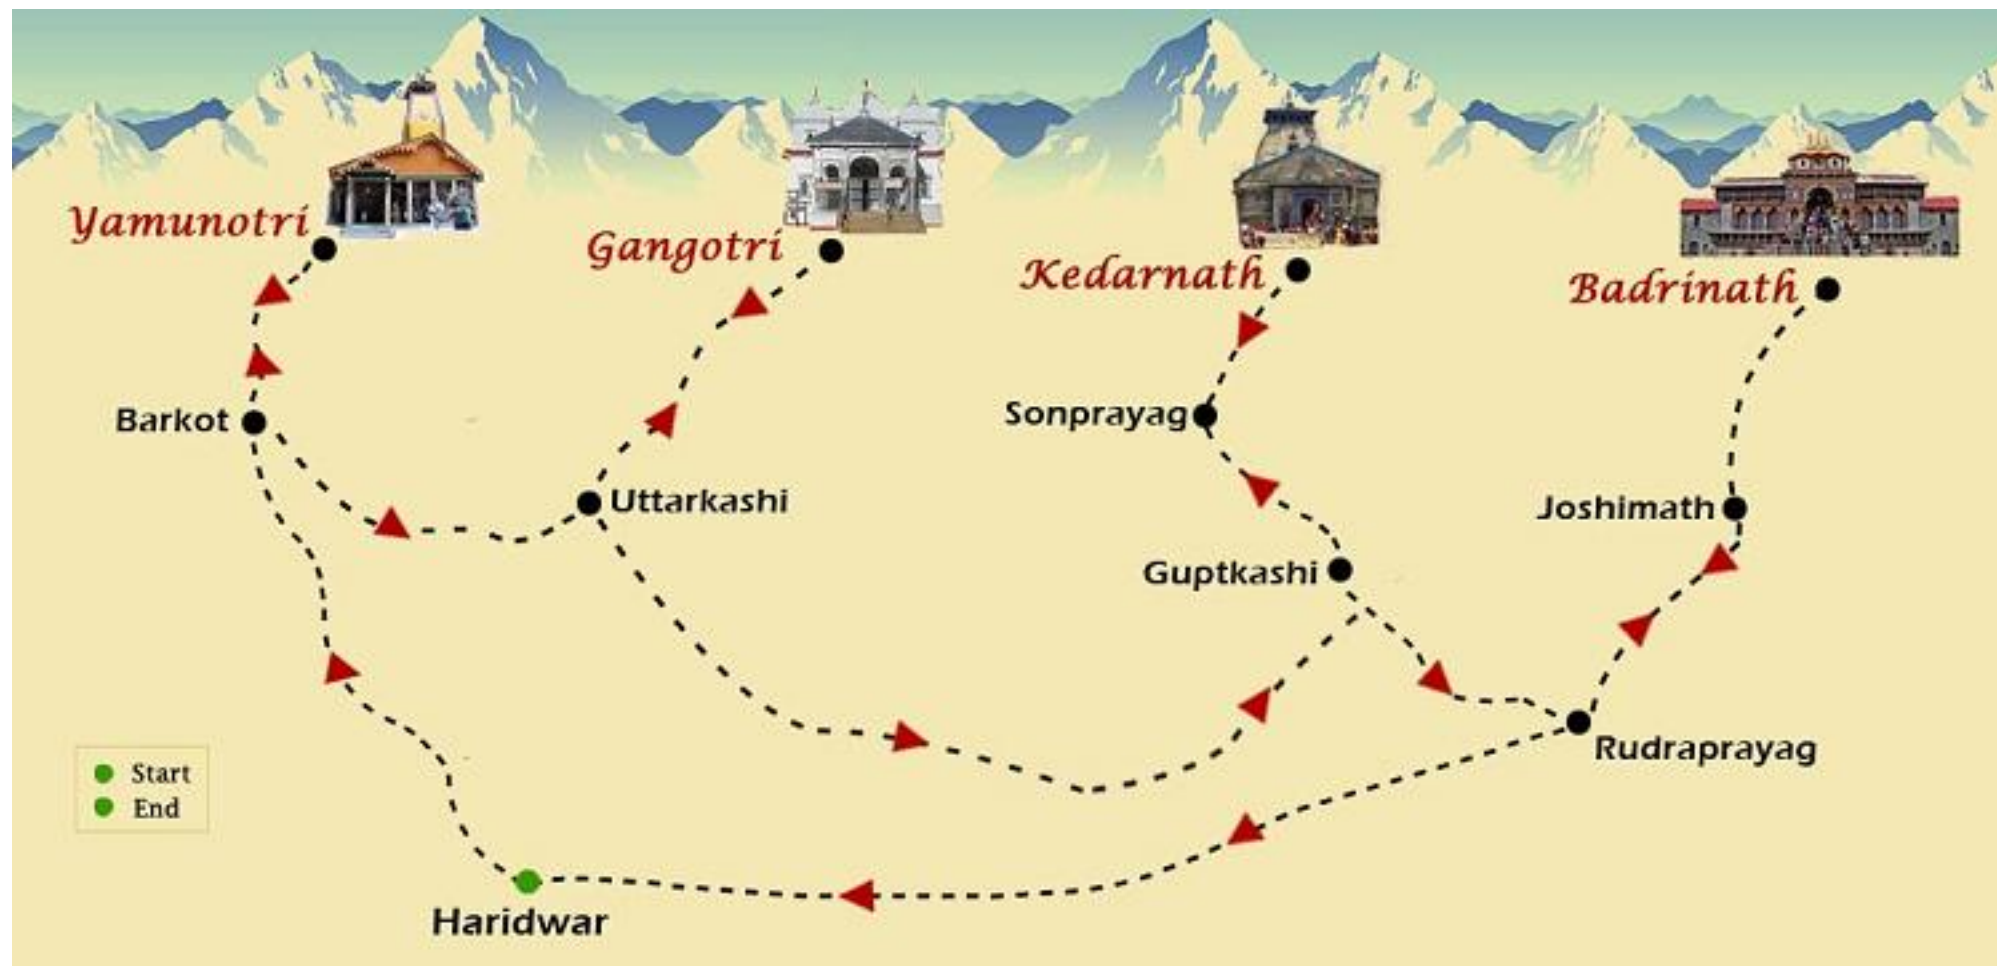 Yamunotri
Gangotri
Kedarnath
Badrinath
Barkot
Uttarkashi
Sonprayag
Joshimath
Guptkashi
Rudraprayag
Start
End
Haridwar